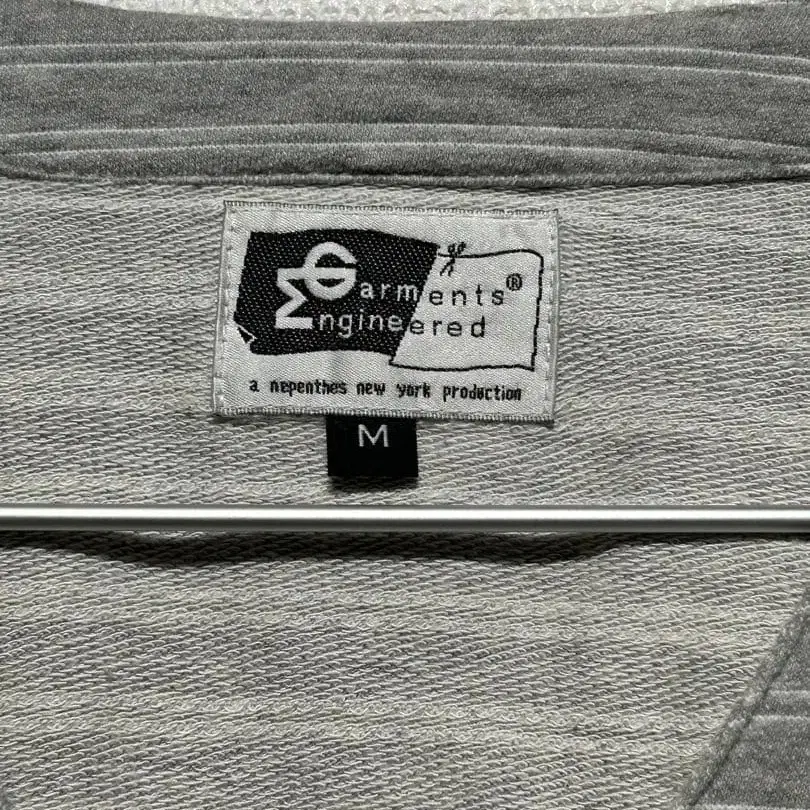 Garments®
Engineered
a nepenthes new york production
M